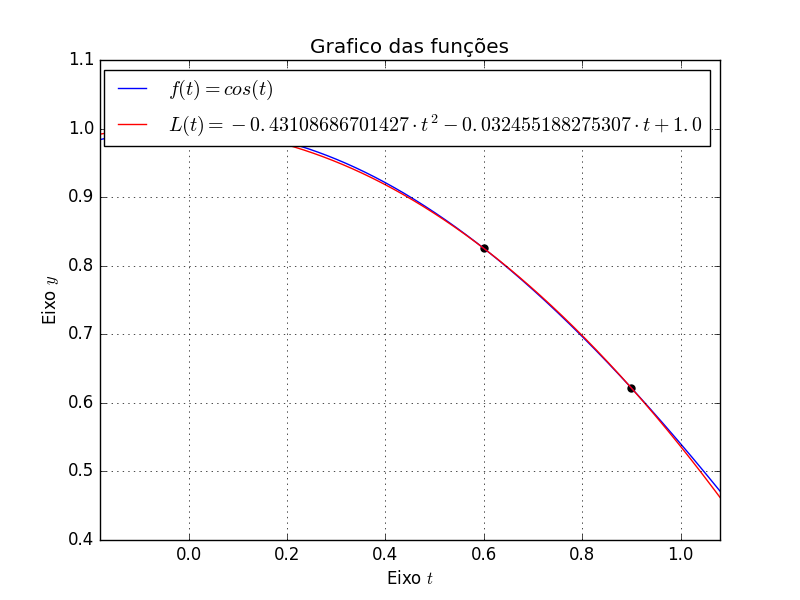 Grafico das funções
f(t) = cos(t)
L(t) = −0.43108686701427 · t² − 0.032455188275307 · t + 1.0
1.1
1.0
0.9
0.8
0.7
0.6
0.5
0.4
Eixo y
0.0 0.2 0.4 0.6 0.8 1.0
Eixo t